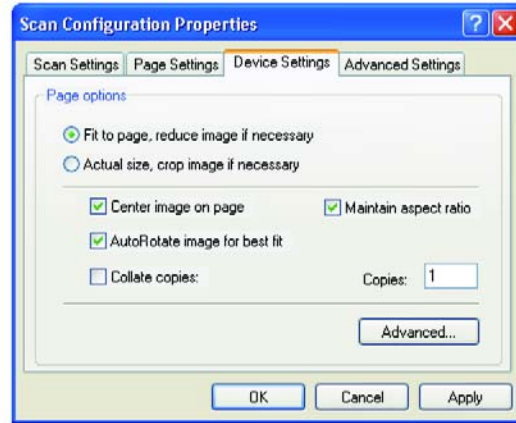 Scan Configuration Properties
Scan Settings Page Settings Device Settings Advanced Settings
Page options
Fit to page, reduce image if necessary
Actual size, crop image if necessary
Center image on page Maintain aspect ratio
AutoRotate image for best fit
Collate copies: Copies: 1
Advanced...
OK Cancel Apply